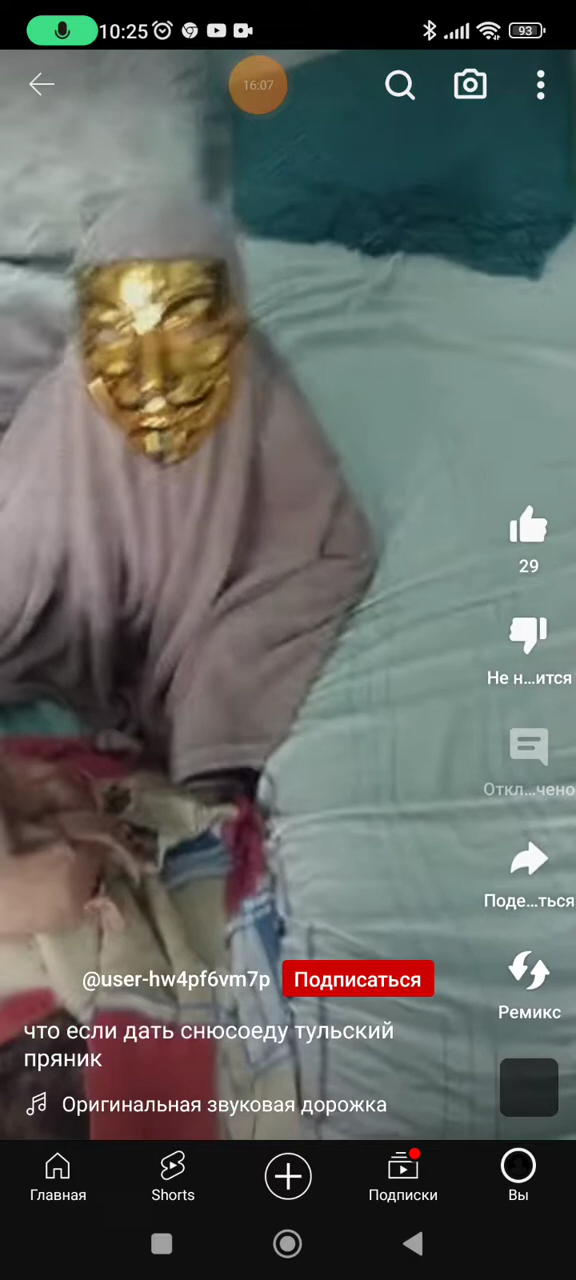 10:25
93
16:07
29
Не н...ится
Откл...чено
Поде...ться
@user-hw4pf6vm7p Подписаться
Ремикс
что если дать снюсоеду тульский
пряник
Оригинальная звуковая дорожка
Главная Shorts Подписки Вы